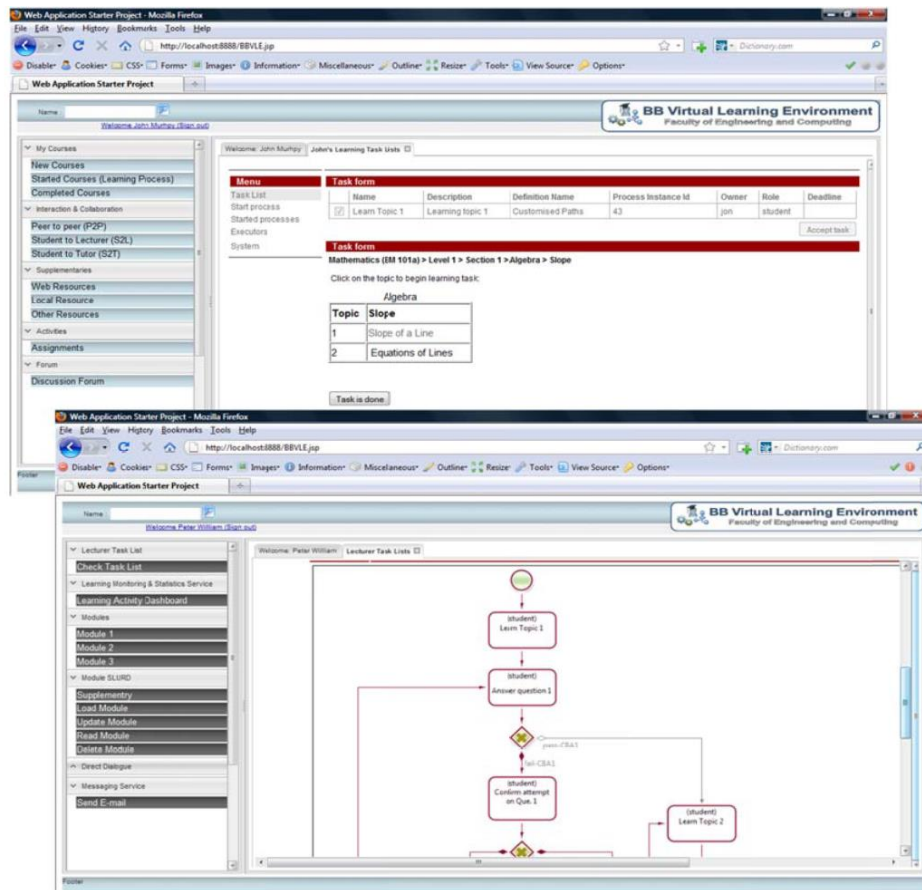 Web Application Starter Project - Mozilla Firefox
File Edit View History Bookmarks Tools Help
http://localhost:8888/BBVLE.jsp
Dictionary.com
Disable Cookies CSS Forms Images Information Miscellaneous Outline Resize Tools View Source Options
Web Application Starter Project
Name
Welcome John Murhpy (Sign out)
BB Virtual Learning Environment
Faculty of Engineering and Computing
My Courses
New Courses
Started Courses (Learning Process)
Completed Courses
Interaction & Collaboration
Peer to peer (P2P)
Student to Lecturer (S2L)
Student to Tutor (S2T)
Supplementaries
Web Resources
Local Resource
Other Resources
Activities
Assignments
Forum
Discussion Forum
Footer
Welcome: John Murhpy John's Learning Task Lists
Menu
Task List
Start process
Started processes
Executors
System
Task form
Name Description Definition Name Process Instance Id Owner Role Deadline
Learn Topic 1 Learning topic 1 Customised Paths 43 jon student
Accept task
Task form
Mathematics (EM 101a) > Level 1 > Section 1 >Algebra > Slope
Click on the topic to begin learning task:
Algebra
Topic Slope
1 Slope of a Line
2 Equations of Lines
Task is done
Web Application Starter Project - Mozilla Firefox
File Edit View History Bookmarks Tools Help
http://localhost:8888/BBVLE.jsp
Dictionary.com
Disable Cookies CSS Forms Images Information Miscellaneous Outline Resize Tools View Source Options
Web Application Starter Project
Name
Welcome Peter William (Sign out)
BB Virtual Learning Environment
Faculty of Engineering and Computing
Lecturer Task List
Check Task List
Learning Monitoring & Statistics Service
Learning Activity Dashboard
Modules
Module 1
Module 2
Module 3
Module SLURD
Supplementry
Load Module
Update Module
Read Module
Delete Module
Direct Dialogue
Messaging Service
Send E-mail
Footer
Welcome: Peter William Lecturer Task Lists
(student)
Learn Topic 1
(student)
Answer question 1
pass-CBA1
fail-CBA1
(student)
Confirm attempt
on Que. 1
(student)
Learn Topic 2